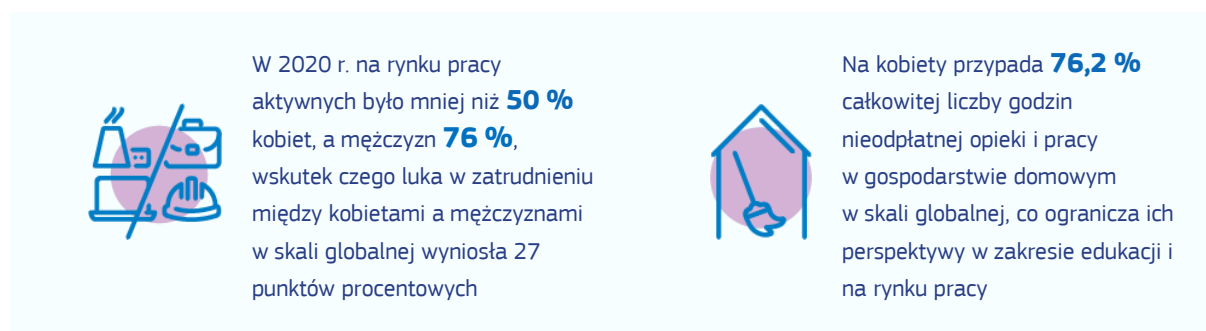 W 2020 r. na rynku pracy
aktywnych było mniej niż 50 %
kobiet, a mężczyzn 76 %,
wskutek czego luka w zatrudnieniu
między kobietami a mężczyznami
w skali globalnej wyniosła 27
punktów procentowych
Na kobiety przypada 76,2 %
całkowitej liczby godzin
nieodpłatnej opieki i pracy
w gospodarstwie domowym
w skali globalnej, co ogranicza ich
perspektywy w zakresie edukacji i
na rynku pracy